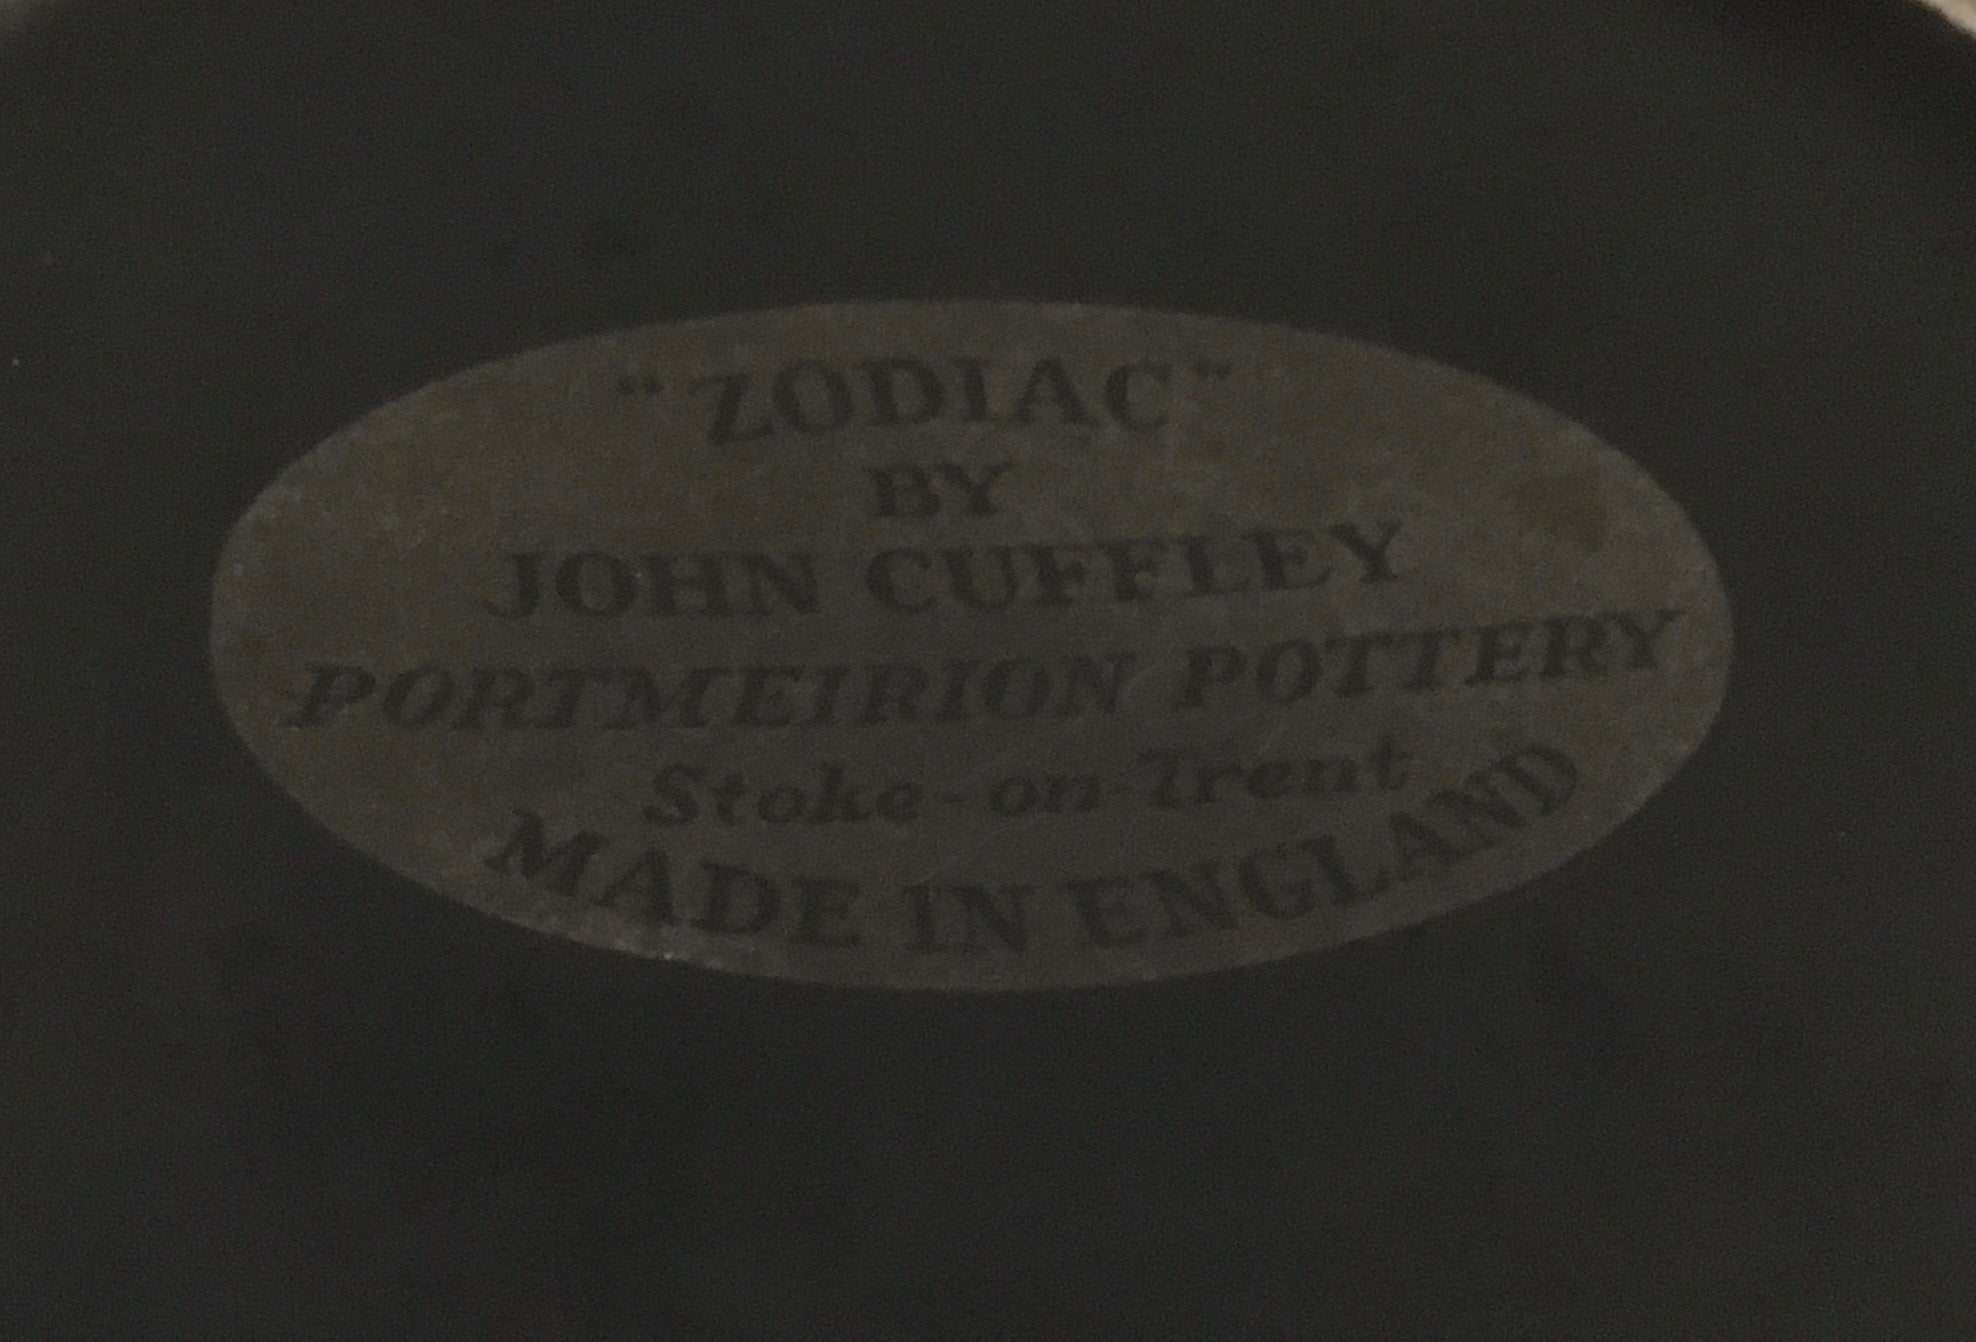 "ZODIAC"
BY
JOHN CUFFLEY
PORTMEIRION POTTERY
Stoke-on-Trent
MADE IN ENGLAND